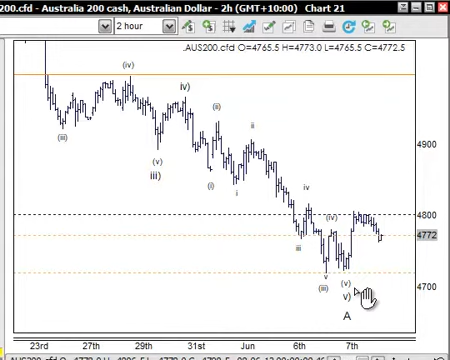 200.cfd - Australia 200 cash, Australian Dollar - 2h (GMT+10:00) Chart 21
2 hour
.AUS200.cfd O=4765.5 H=4773.0 L=4765.5 C=4772.5
(iv)
iv)
(ii)
(iii)
ii
4900
(v)
iii)
(i)
i
iv
(iv)
4800
4772
iii
v
(iii)
(v)
v)
4700
A
23rd 27th 29th 31st Jun 6th 7th